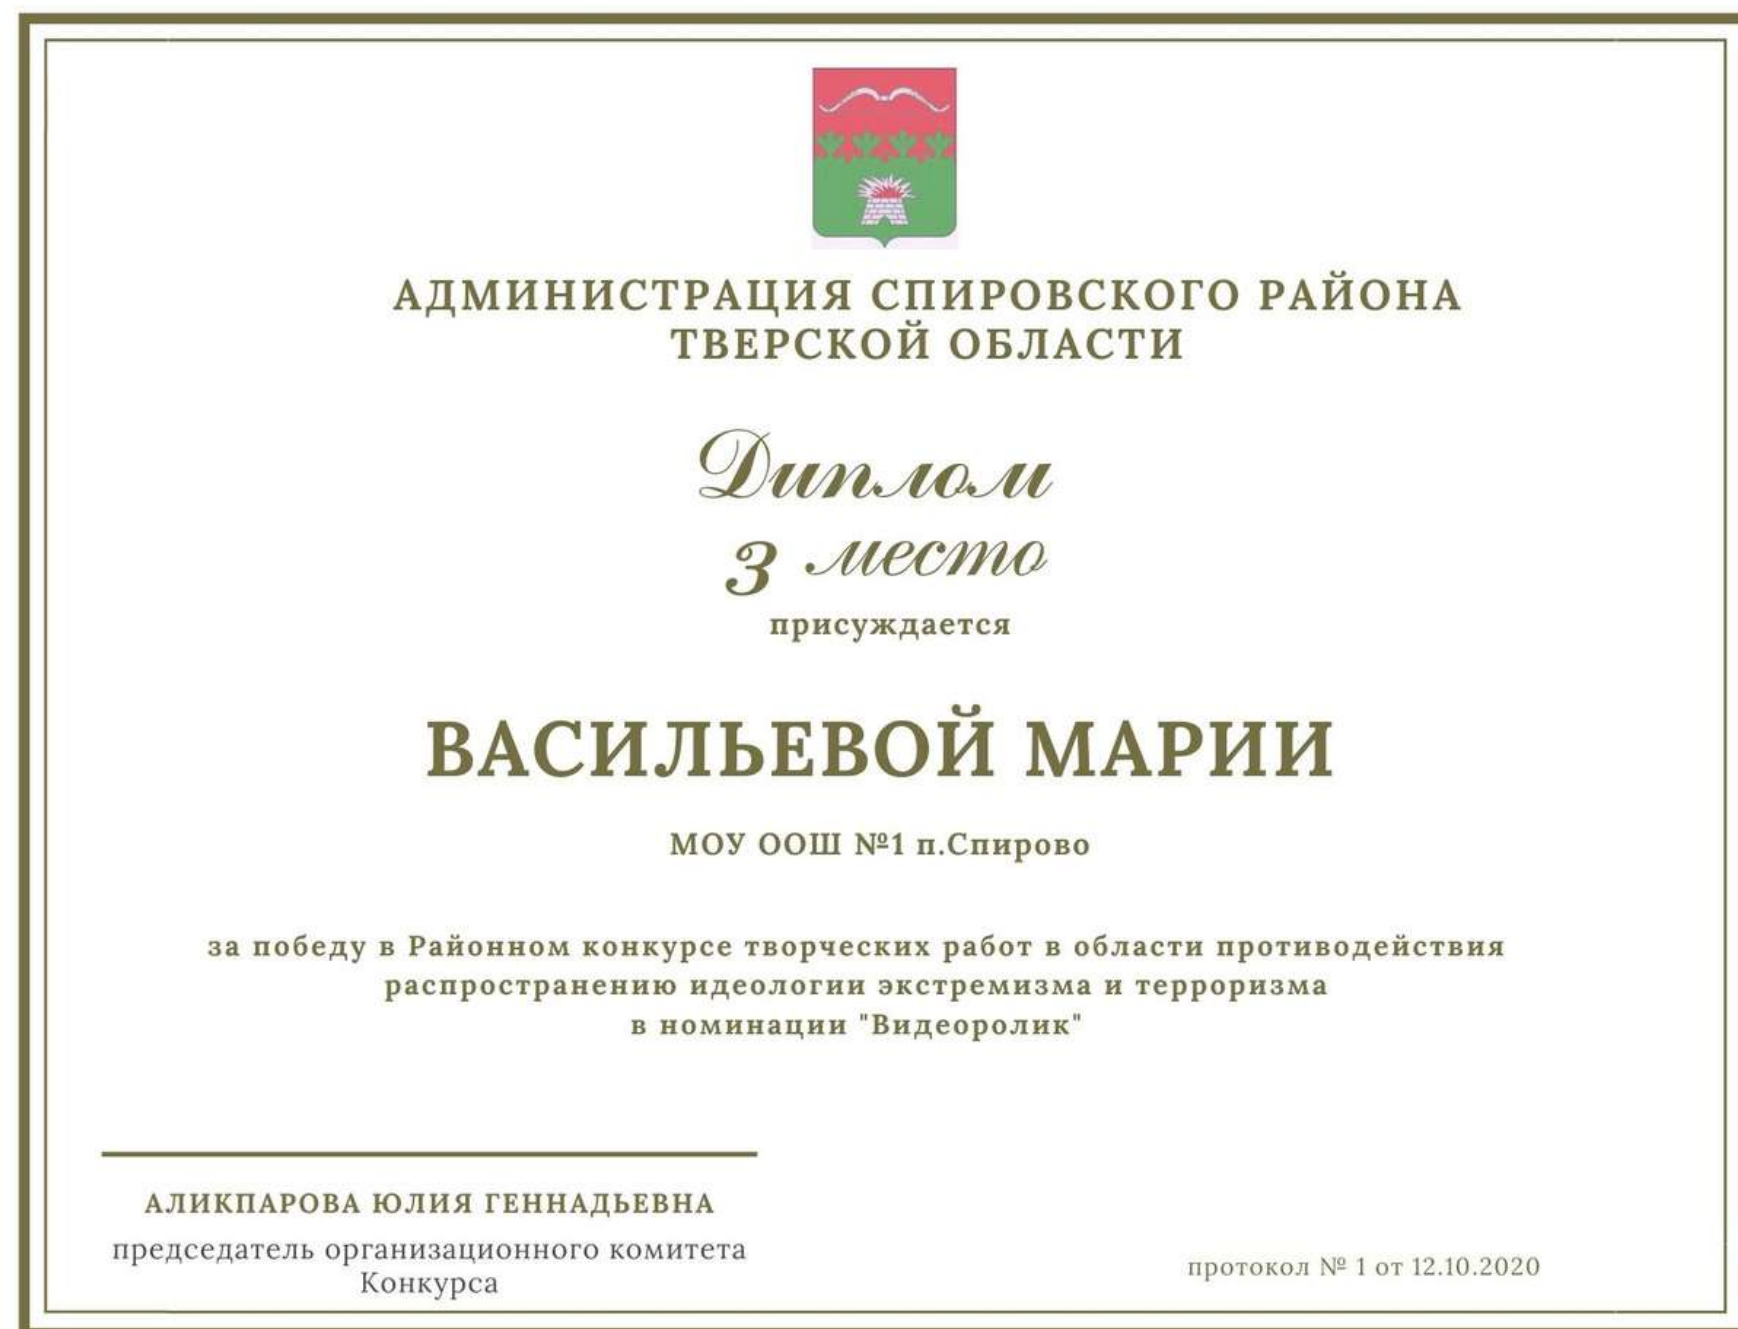 АДМИНИСТРАЦИЯ СПИРОВСКОГО РАЙОНА
ТВЕРСКОЙ ОБЛАСТИ
Диплом
3 место
присуждается
ВАСИЛЬЕВОЙ МАРИИ
МОУ ООШ №1 п.Спирово
за победу в Районном конкурсе творческих работ в области противодействия
распространению идеологии экстремизма и терроризма
в номинации "Видеоролик"
АЛИКПАРОВА ЮЛИЯ ГЕННАДЬЕВНА
председатель организационного комитета
Конкурса
протокол № 1 от 12.10.2020